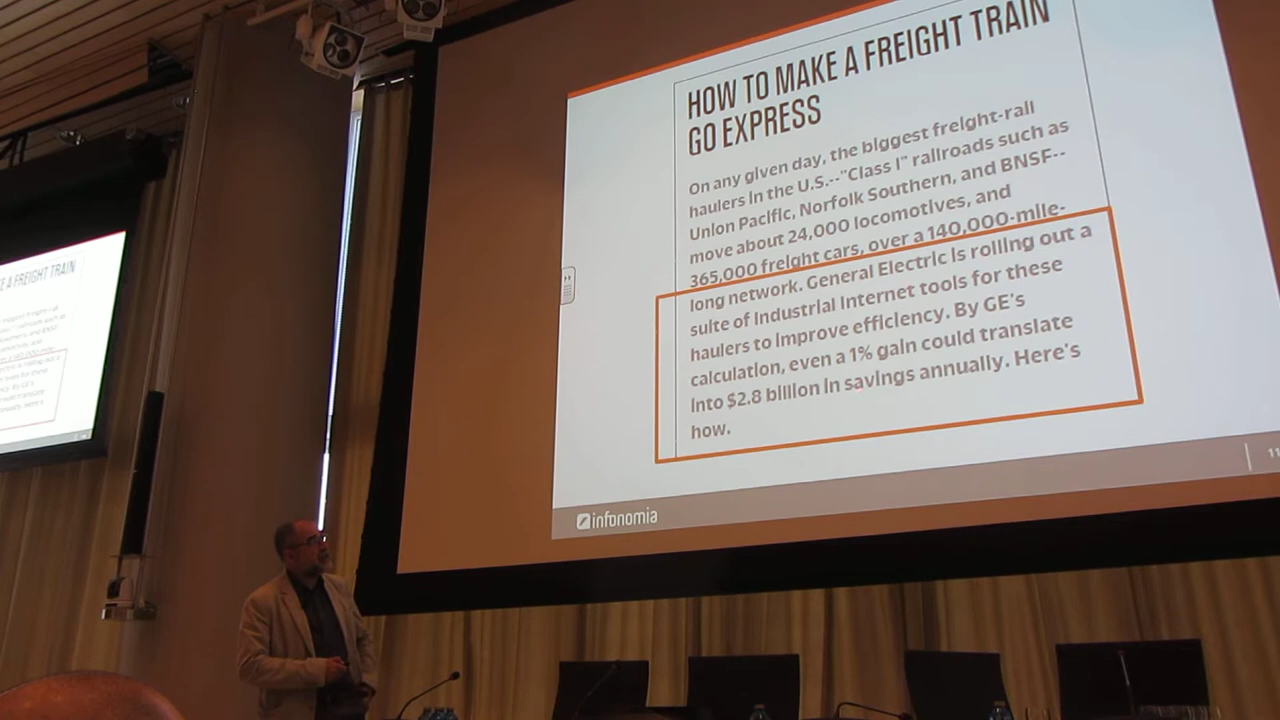 HOW TO MAKE A FREIGHT TRAIN
GO EXPRESS
On any given day, the biggest freight-rail
haulers in the U.S.--"Class I" railroads such as
Union Pacific, Norfolk Southern, and BNSF--
move about 24,000 locomotives, and
365,000 freight cars, over a 140,000-mile-
long network. General Electric is rolling out a
suite of Industrial Internet tools for these
haulers to improve efficiency. By GE's
calculation, even a 1% gain could translate
into $2.8 billion in savings annually. Here's
how.
infonomia
11
E A FREIGHT TRAIN